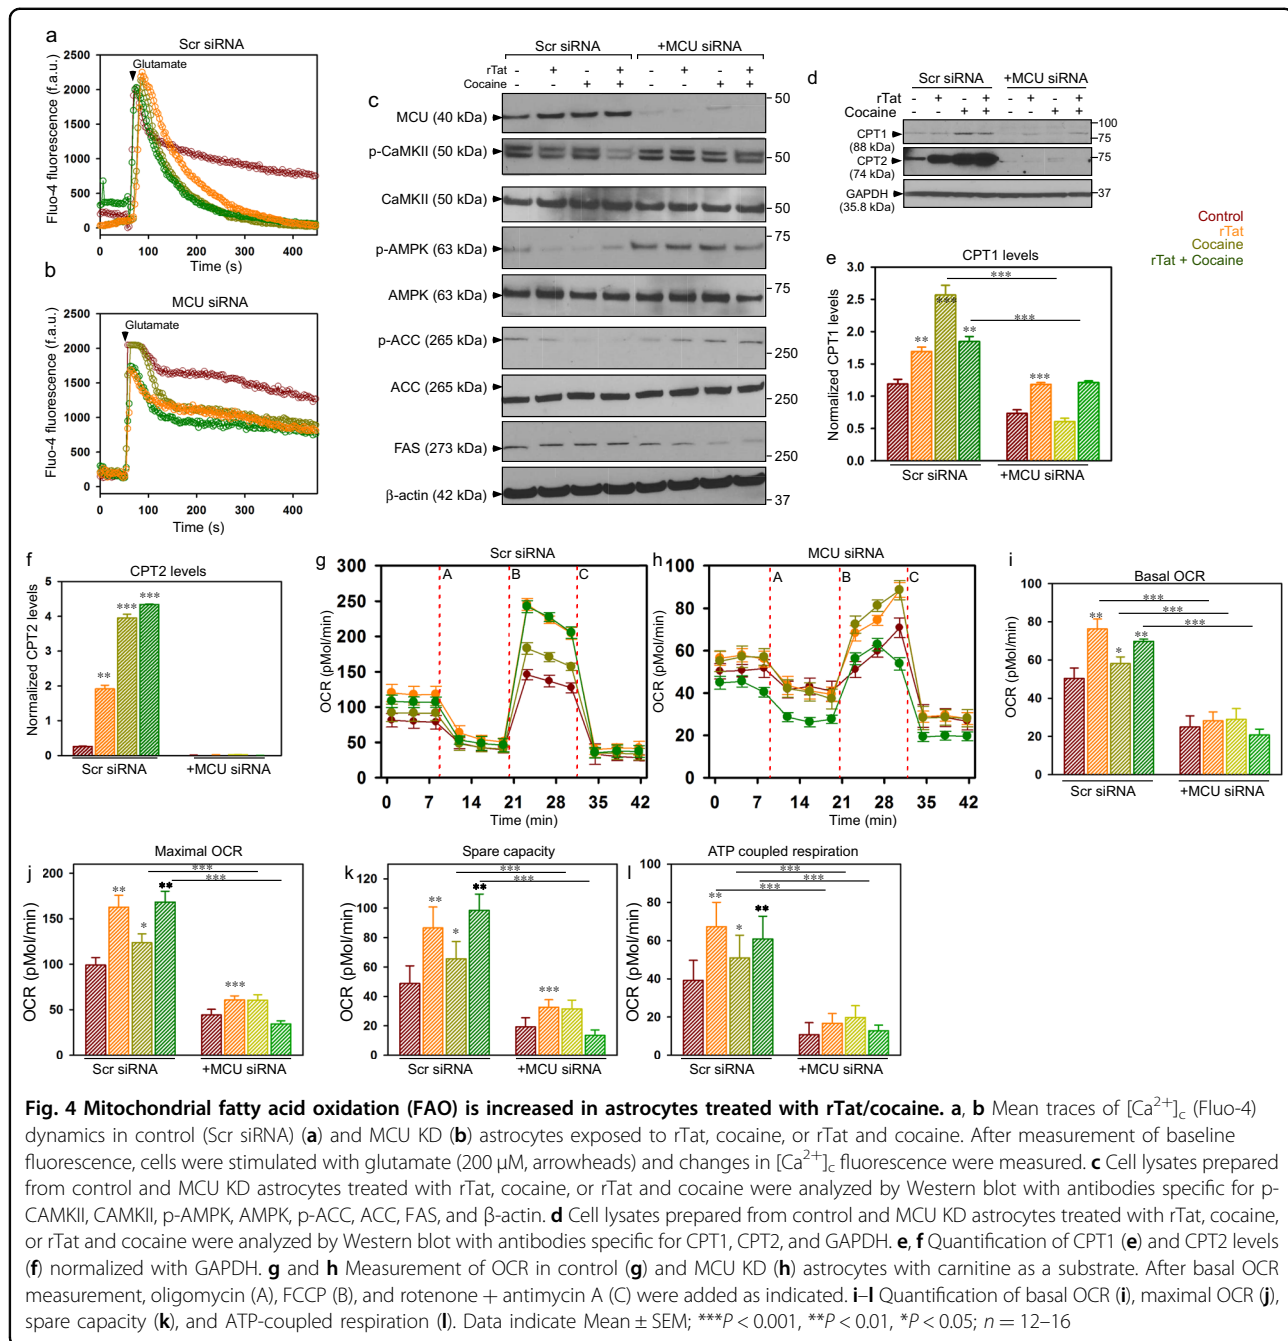 a
Scr siRNA
Glutamate
Fluo-4 fluorescence (f.a.u.)
2500
2000
1500
1000
500
0
0 100 200 300 400
Time (s)
b
MCU siRNA
Glutamate
Fluo-4 fluorescence (f.a.u.)
2500
2000
1500
1000
500
0
0 100 200 300 400
Time (s)
c
Scr siRNA +MCU siRNA
rTat - + - + - + - +
Cocaine - - + + - - + +
MCU (40 kDa) 50
p-CaMKII (50 kDa) 50
CaMKII (50 kDa) 50
p-AMPK (63 kDa) 75
AMPK (63 kDa) 75
p-ACC (265 kDa) 250
ACC (265 kDa) 250
FAS (273 kDa) 250
β-actin (42 kDa) 37
d
Scr siRNA +MCU siRNA
rTat - + - + - + - +
Cocaine - - + + - - + +
CPT1 100
(88 kDa) 75
CPT2 75
(74 kDa)
GAPDH 37
(35.8 kDa)
Control
rTat
Cocaine
rTat + Cocaine
e
CPT1 levels
Normalized CPT1 levels
3.0
2.5
2.0
1.5
1.0
0.5
0.0
** *** ** *** *** ***
Scr siRNA +MCU siRNA
f
CPT2 levels
Normalized CPT2 levels
5
4
3
2
1
0
** *** ***
Scr siRNA +MCU siRNA
g
Scr siRNA
A B C
OCR (pMol/min)
300
250
200
150
100
50
0
0 7 14 21 28 35 42
Time (min)
h
MCU siRNA
A B C
OCR (pMol/min)
100
80
60
40
20
0
0 7 14 21 28 35 42
Time (min)
i
Basal OCR
OCR (pMol/min)
80
60
40
20
0
** * ** *** *** ***
Scr siRNA +MCU siRNA
j
Maximal OCR
OCR (pMol/min)
200
150
100
50
0
** * ** *** *** ***
Scr siRNA +MCU siRNA
k
Spare capacity
OCR (pMol/min)
120
100
80
60
40
20
0
** * ** *** *** ***
Scr siRNA +MCU siRNA
l
ATP coupled respiration
OCR (pMol/min)
100
80
60
40
20
0
** * ** *** *** ***
Scr siRNA +MCU siRNA
Fig. 4 Mitochondrial fatty acid oxidation (FAO) is increased in astrocytes treated with rTat/cocaine. a, b Mean traces of [Ca²⁺]c (Fluo-4)
dynamics in control (Scr siRNA) (a) and MCU KD (b) astrocytes exposed to rTat, cocaine, or rTat and cocaine. After measurement of baseline
fluorescence, cells were stimulated with glutamate (200 µM, arrowheads) and changes in [Ca²⁺]c fluorescence were measured. c Cell lysates prepared
from control and MCU KD astrocytes treated with rTat, cocaine, or rTat and cocaine were analyzed by Western blot with antibodies specific for p-
CAMKII, CAMKII, p-AMPK, AMPK, p-ACC, ACC, FAS, and β-actin. d Cell lysates prepared from control and MCU KD astrocytes treated with rTat, cocaine,
or rTat and cocaine were analyzed by Western blot with antibodies specific for CPT1, CPT2, and GAPDH. e, f Quantification of CPT1 (e) and CPT2 levels
(f) normalized with GAPDH. g and h Measurement of OCR in control (g) and MCU KD (h) astrocytes with carnitine as a substrate. After basal OCR
measurement, oligomycin (A), FCCP (B), and rotenone + antimycin A (C) were added as indicated. i–l Quantification of basal OCR (i), maximal OCR (j),
spare capacity (k), and ATP-coupled respiration (l). Data indicate Mean ± SEM; ***P < 0.001, **P < 0.01, *P < 0.05; n = 12–16